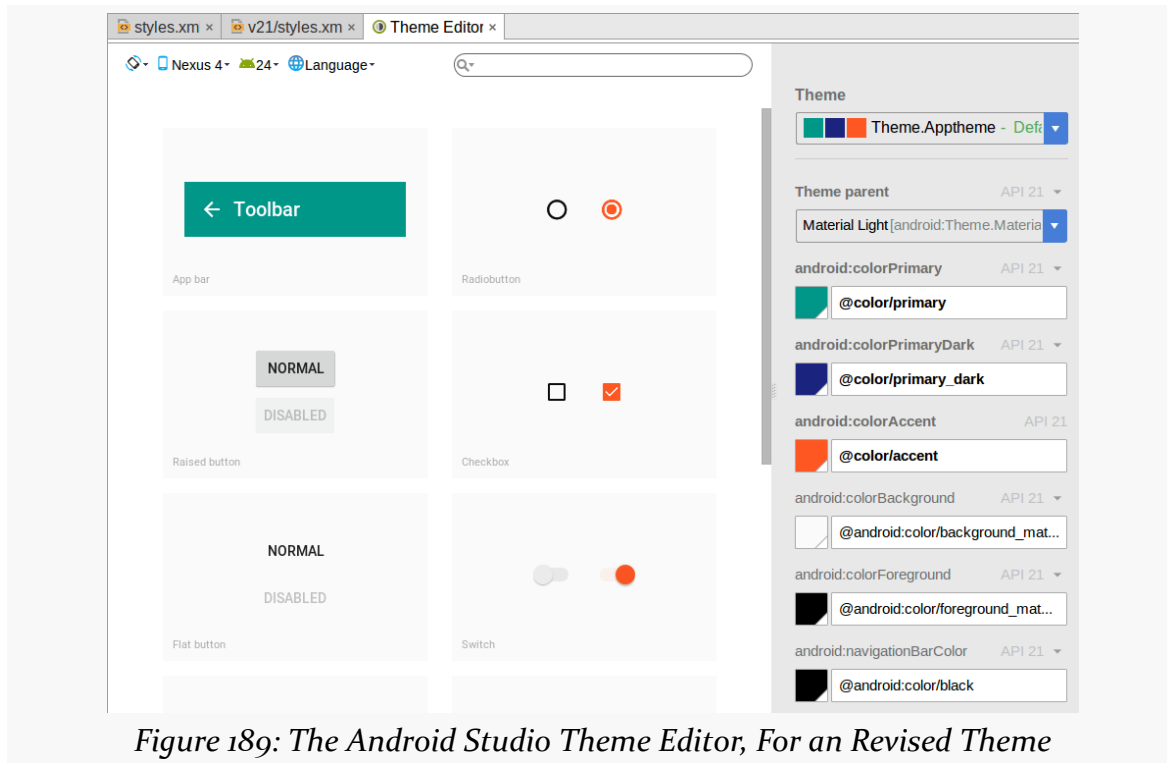 styles.xm ×
v21/styles.xm ×
Theme Editor ×
Nexus 4 24 Language
Theme
Theme.Apptheme - Defa
Theme parent API 21
Material Light [android:Theme.Materia
android:colorPrimary API 21
@color/primary
android:colorPrimaryDark API 21
@color/primary_dark
android:colorAccent API 21
@color/accent
android:colorBackground API 21
@android:color/background_mat...
android:colorForeground API 21
@android:color/foreground_mat...
android:navigationBarColor API 21
@android:color/black
Toolbar
App bar
Radiobutton
NORMAL
DISABLED
Raised button
Checkbox
NORMAL
DISABLED
Flat button
Switch
Figure 189: The Android Studio Theme Editor, For an Revised Theme